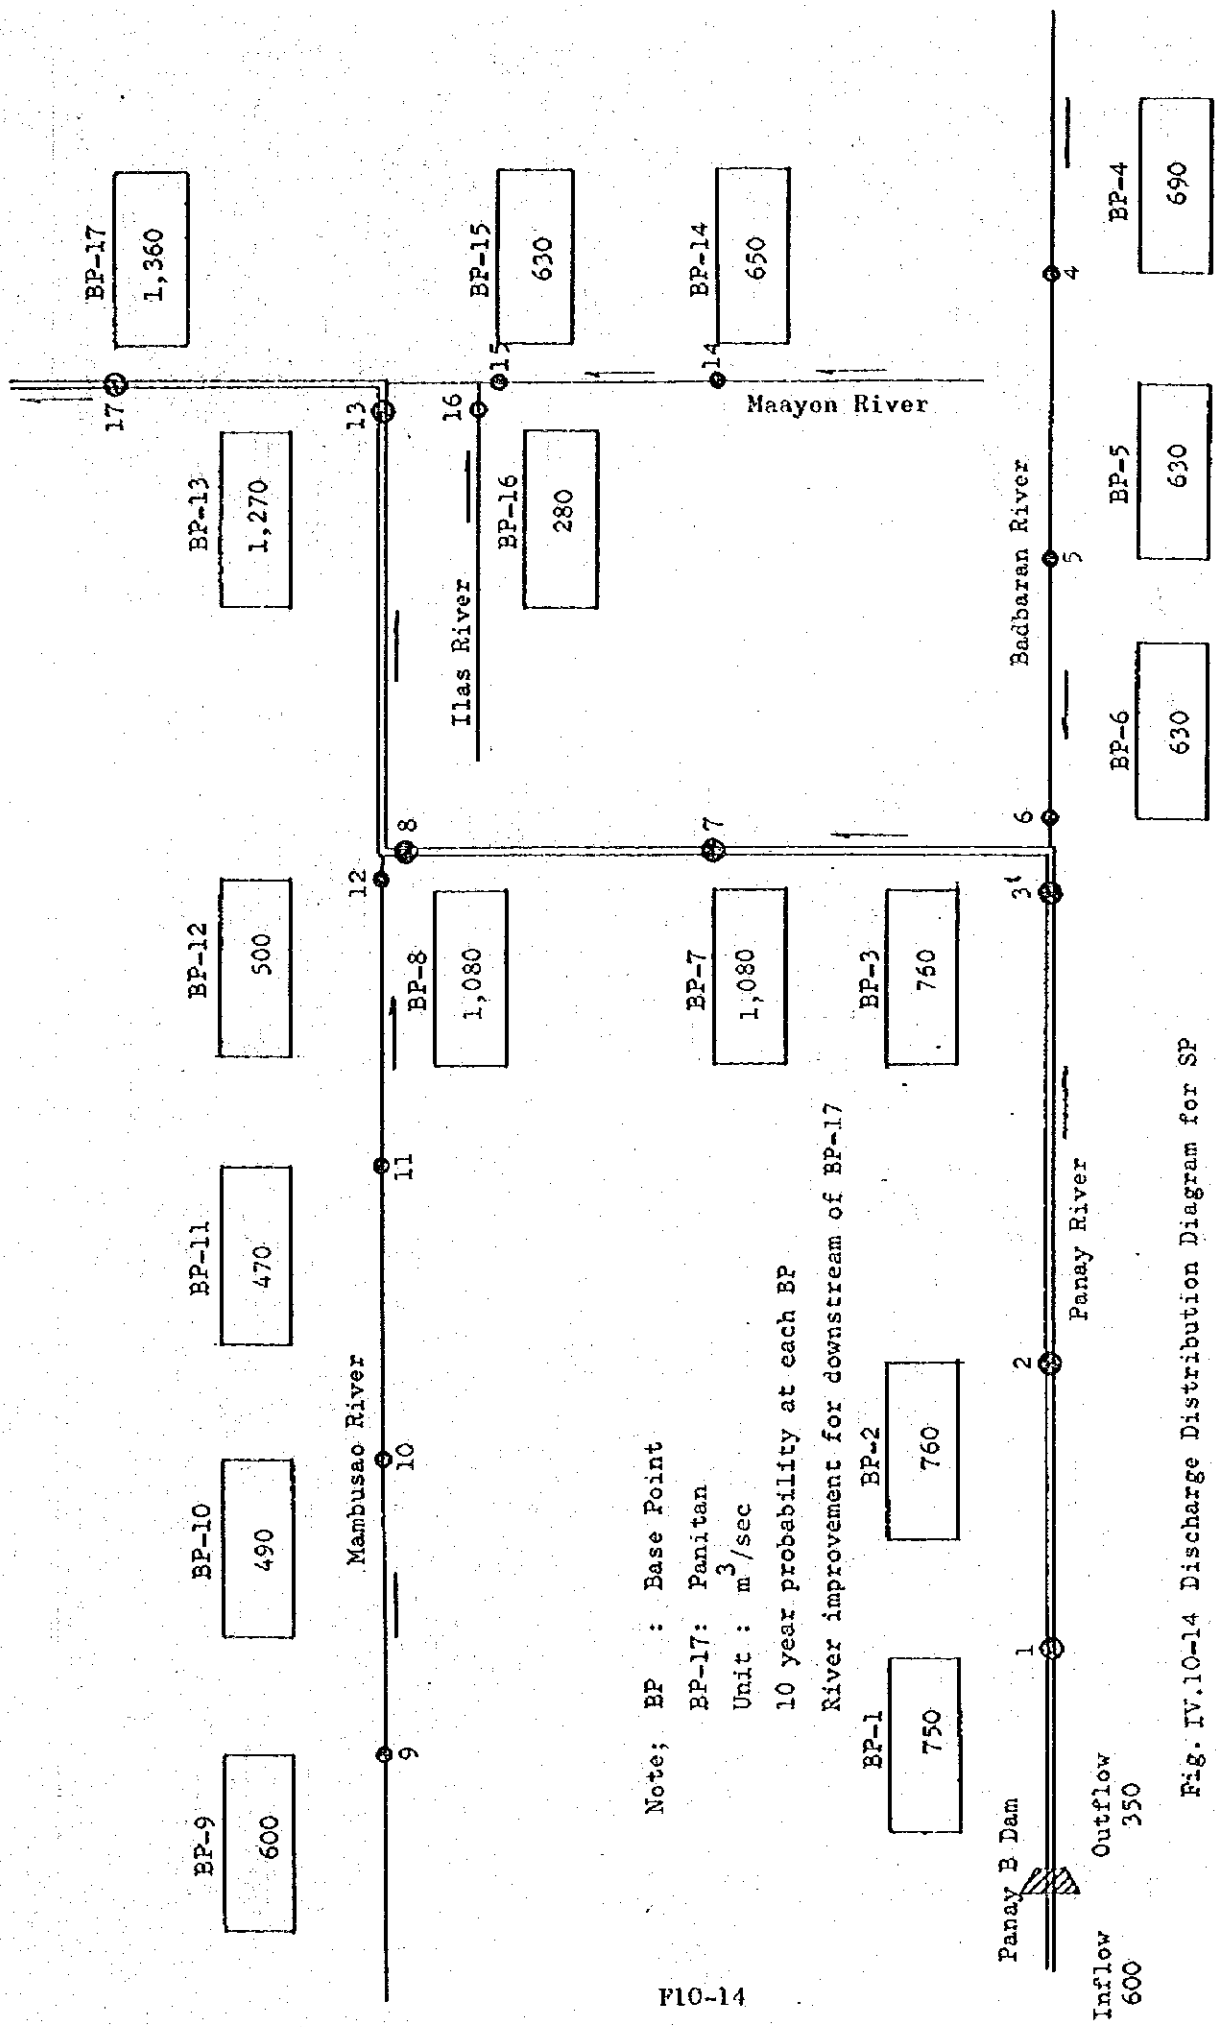 BP-9
600
BP-10
490
BP-11
470
BP-12
500
BP-13
1,270
BP-17
1,360
17
Mambusao River
9
10
11
12
8
13
16
15
14
BP-8
1,080
Ilas River
BP-16
280
BP-15
630
BP-14
650
Maayon River
Note; BP : Base Point
BP-17: Panitan
Unit : m3/sec
10 year probability at each BP
River improvement for downstream of BP-17
BP-7
1,080
7
BP-1
750
BP-2
760
BP-3
760
Panay B Dam
1
2
3
6
5
4
Badbaran River
Inflow
600
Outflow
350
Panay River
BP-6
630
BP-5
630
BP-4
690
Fig. IV.10-14 Discharge Distribution Diagram for SP
F10-14